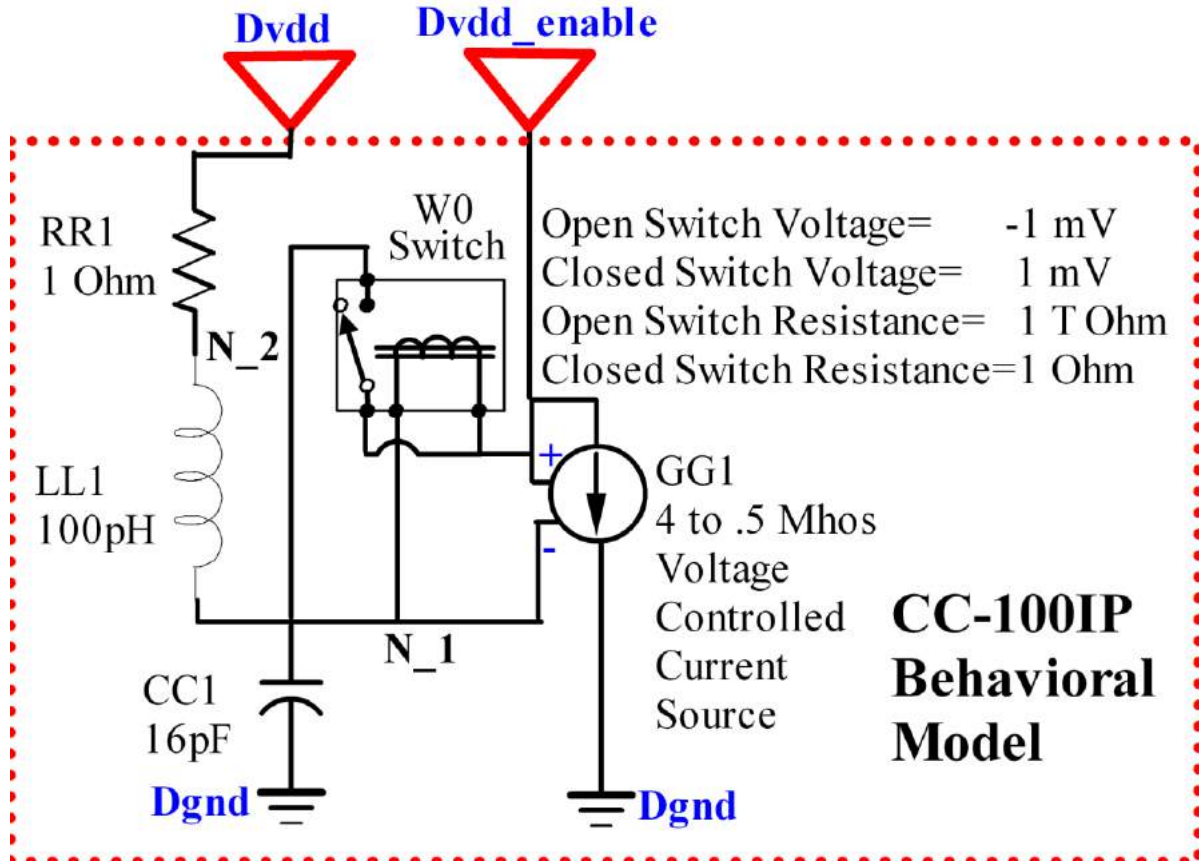 Dvdd
Dvdd_enable
RR1
1 Ohm
N_2
LL1
100pH
W0
Switch
Open Switch Voltage= -1 mV
Closed Switch Voltage= 1 mV
Open Switch Resistance= 1 T Ohm
Closed Switch Resistance=1 Ohm
+
-
GG1
4 to .5 Mhos
Voltage
Controlled
Current
Source
N_1
CC1
16pF
Dgnd
Dgnd
CC-100IP
Behavioral
Model